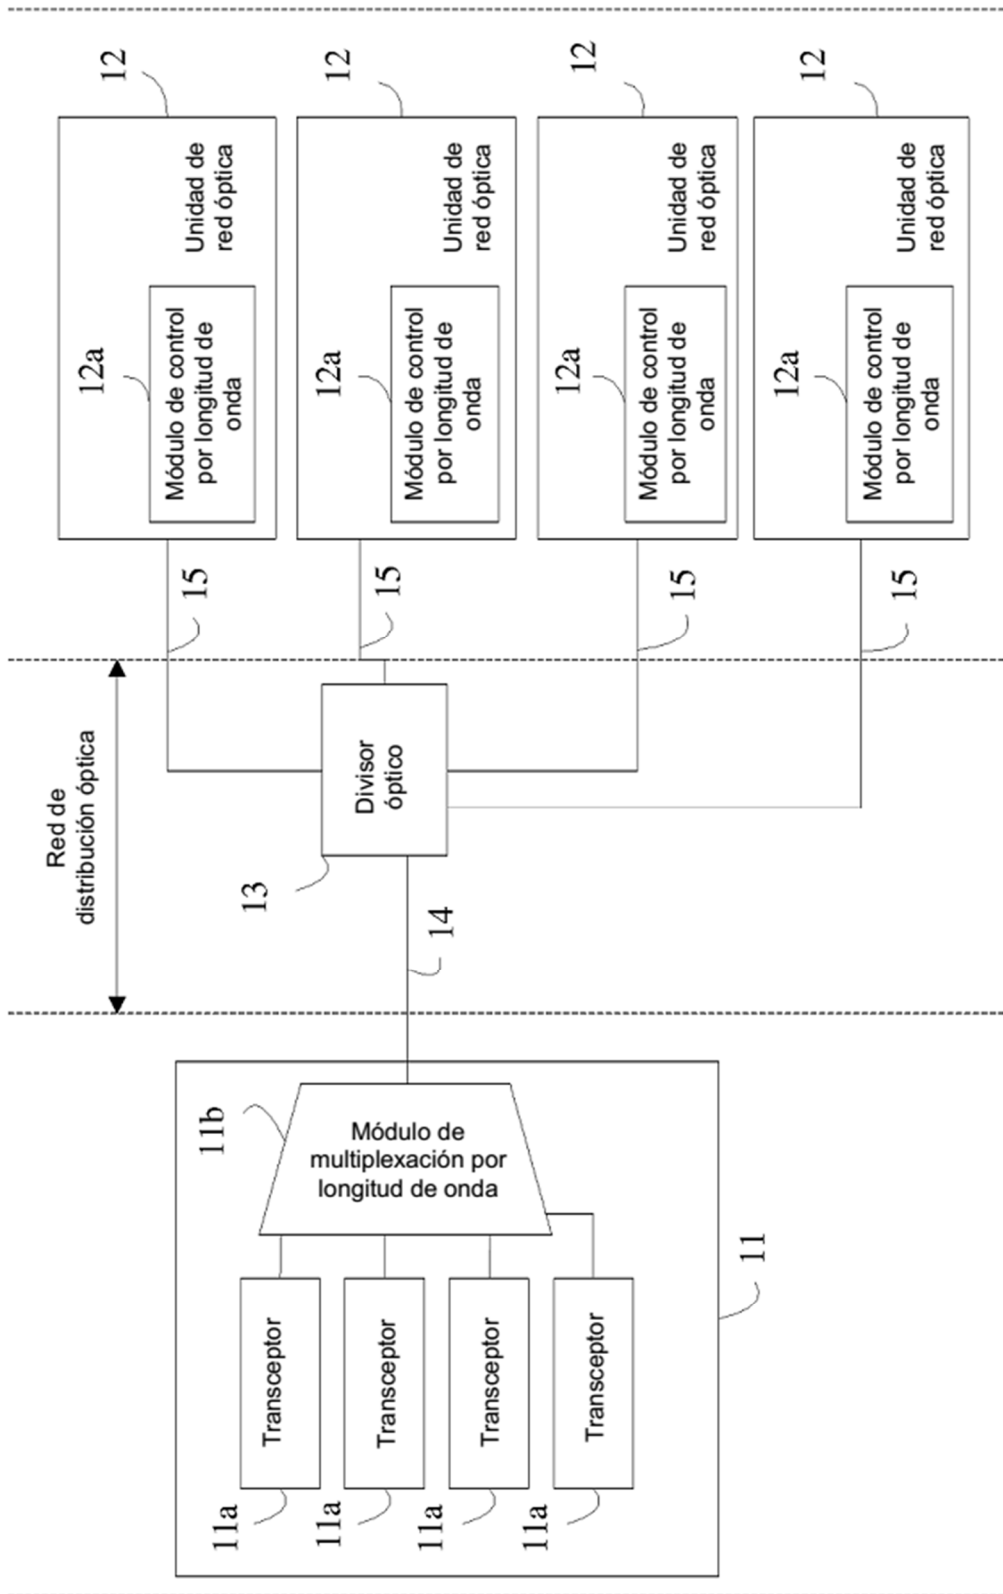 12
12
12
12
Unidad de
red óptica
Unidad de
red óptica
Unidad de
red óptica
Unidad de
red óptica
12a
12a
12a
12a
Módulo de control
por longitud de
onda
Módulo de control
por longitud de
onda
Módulo de control
por longitud de
onda
Módulo de control
por longitud de
onda
15
15
15
15
Red de
distribución óptica
Divisor
óptico
13
14
11b
Módulo de
multiplexación por
longitud de onda
11
Transceptor
Transceptor
Transceptor
Transceptor
11a
11a
11a
11a